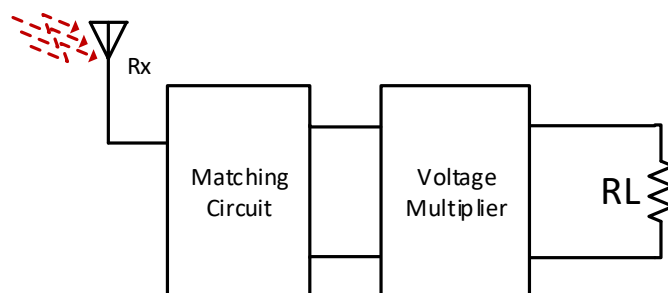 Rx
Matching
Circuit
Voltage
Multiplier
RL